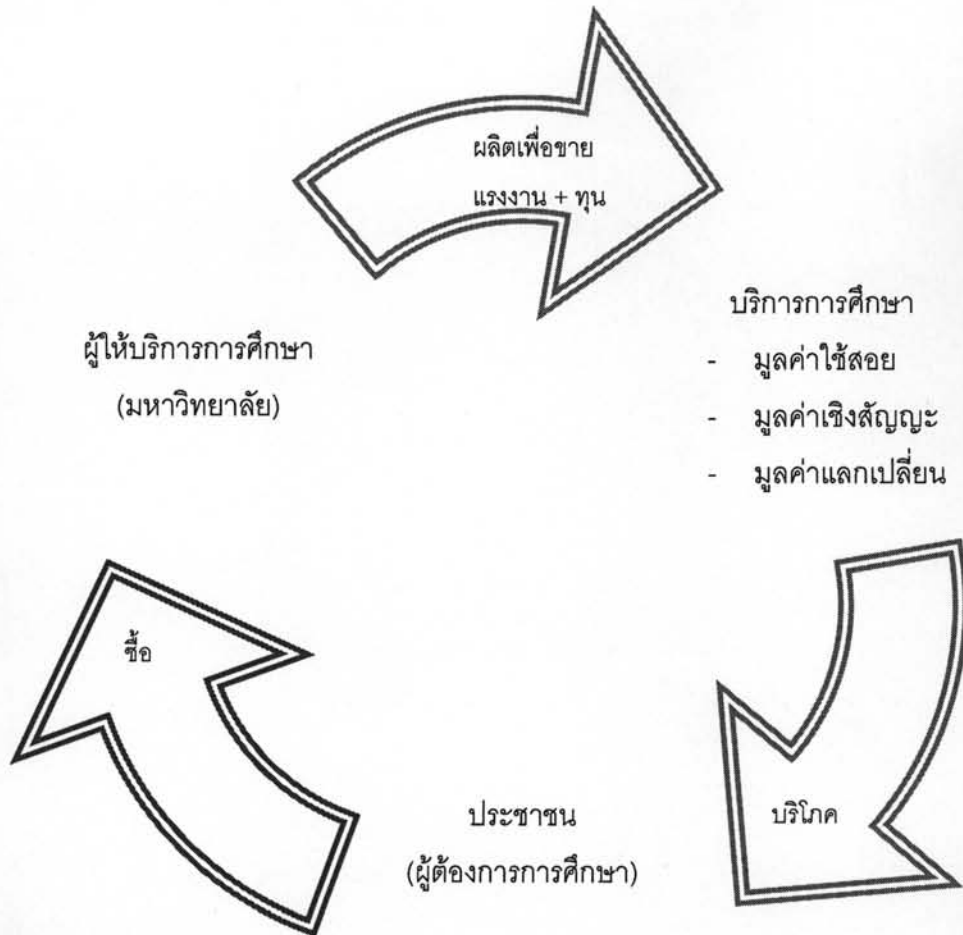 ผลิตเพื่อขาย
แรงงาน + ทุน
บริการการศึกษา
- มูลค่าใช้สอย
- มูลค่าเชิงสัญญะ
- มูลค่าแลกเปลี่ยน
ผู้ให้บริการการศึกษา
(มหาวิทยาลัย)
ซื้อ
บริโภค
ประชาชน
(ผู้ต้องการการศึกษา)